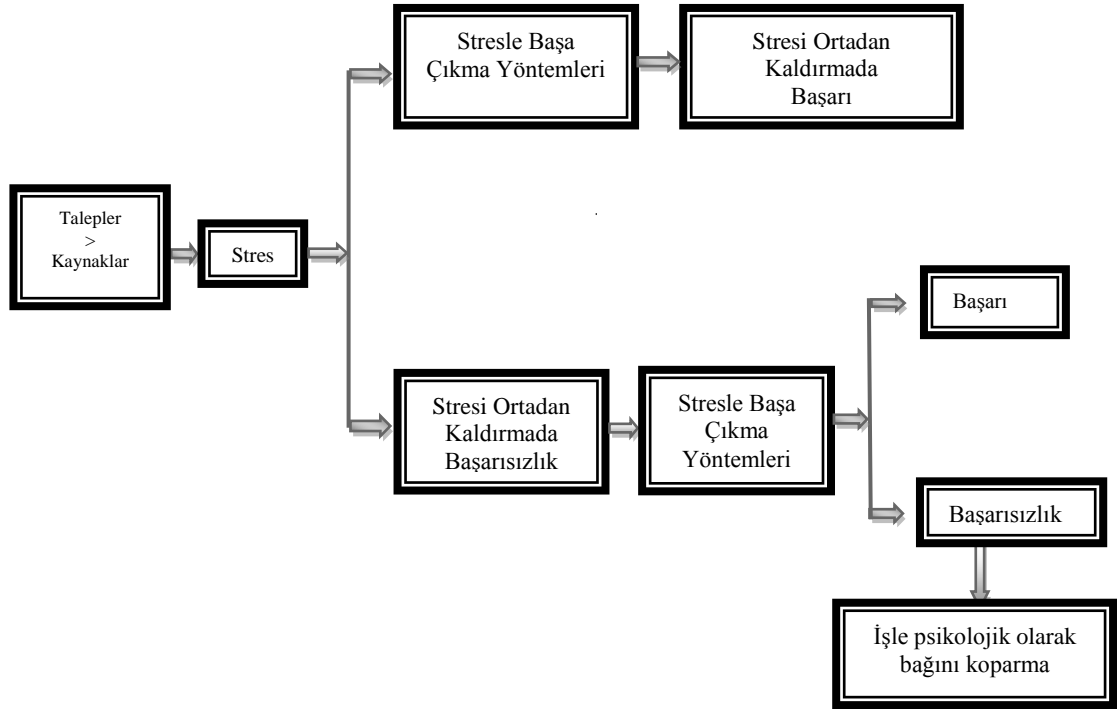 Stresle Başa
Çıkma Yöntemleri
Stresi Ortadan
Kaldırmada
Başarı
Talepler
>
Kaynaklar
Stres
Başarı
Stresi Ortadan
Kaldırmada
Başarısızlık
Stresle Başa
Çıkma
Yöntemleri
Başarısızlık
İşle psikolojik olarak
bağını koparma